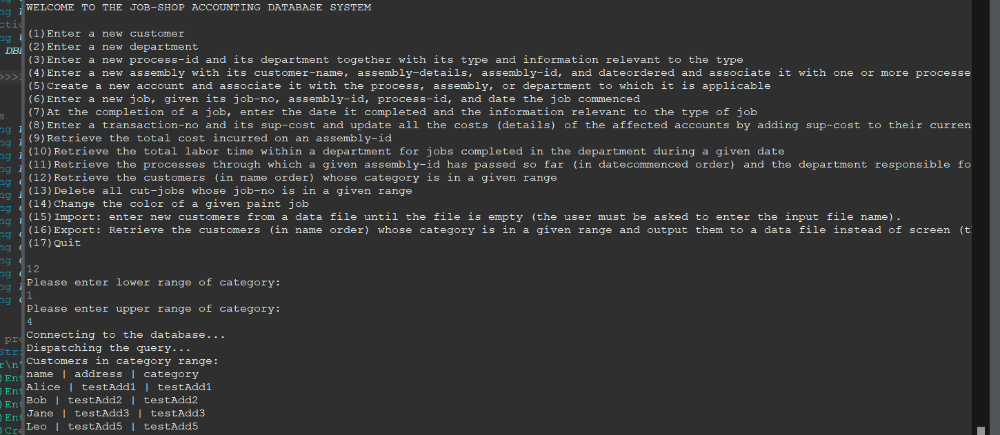 WELCOME TO THE JOB-SHOP ACCOUNTING DATABASE SYSTEM
(1)Enter a new customer
(2)Enter a new department
(3)Enter a new process-id and its department together with its type and information relevant to the type
(4)Enter a new assembly with its customer-name, assembly-details, assembly-id, and dateordered and associate it with one or more processe
(5)Create a new account and associate it with the process, assembly, or department to which it is applicable
(6)Enter a new job, given its job-no, assembly-id, process-id, and date the job commenced
(7)At the completion of a job, enter the date it completed and the information relevant to the type of job
(8)Enter a transaction-no and its sup-cost and update all the costs (details) of the affected accounts by adding sup-cost to their curren
(9)Retrieve the total cost incurred on an assembly-id
(10)Retrieve the total labor time within a department for jobs completed in the department during a given date
(11)Retrieve the processes through which a given assembly-id has passed so far (in datecommenced order) and the department responsible fo
(12)Retrieve the customers (in name order) whose category is in a given range
(13)Delete all cut-jobs whose job-no is in a given range
(14)Change the color of a given paint job
(15)Import: enter new customers from a data file until the file is empty (the user must be asked to enter the input file name).
(16)Export: Retrieve the customers (in name order) whose category is in a given range and output them to a data file instead of screen (t
(17)Quit
12
Please enter lower range of category:
1
Please enter upper range of category:
4
Connecting to the database...
Dispatching the query...
Customers in category range:
name | address | category
Alice | testAdd1 | testAdd1
Bob | testAdd2 | testAdd2
Jane | testAdd3 | testAdd3
Leo | testAdd5 | testAdd5